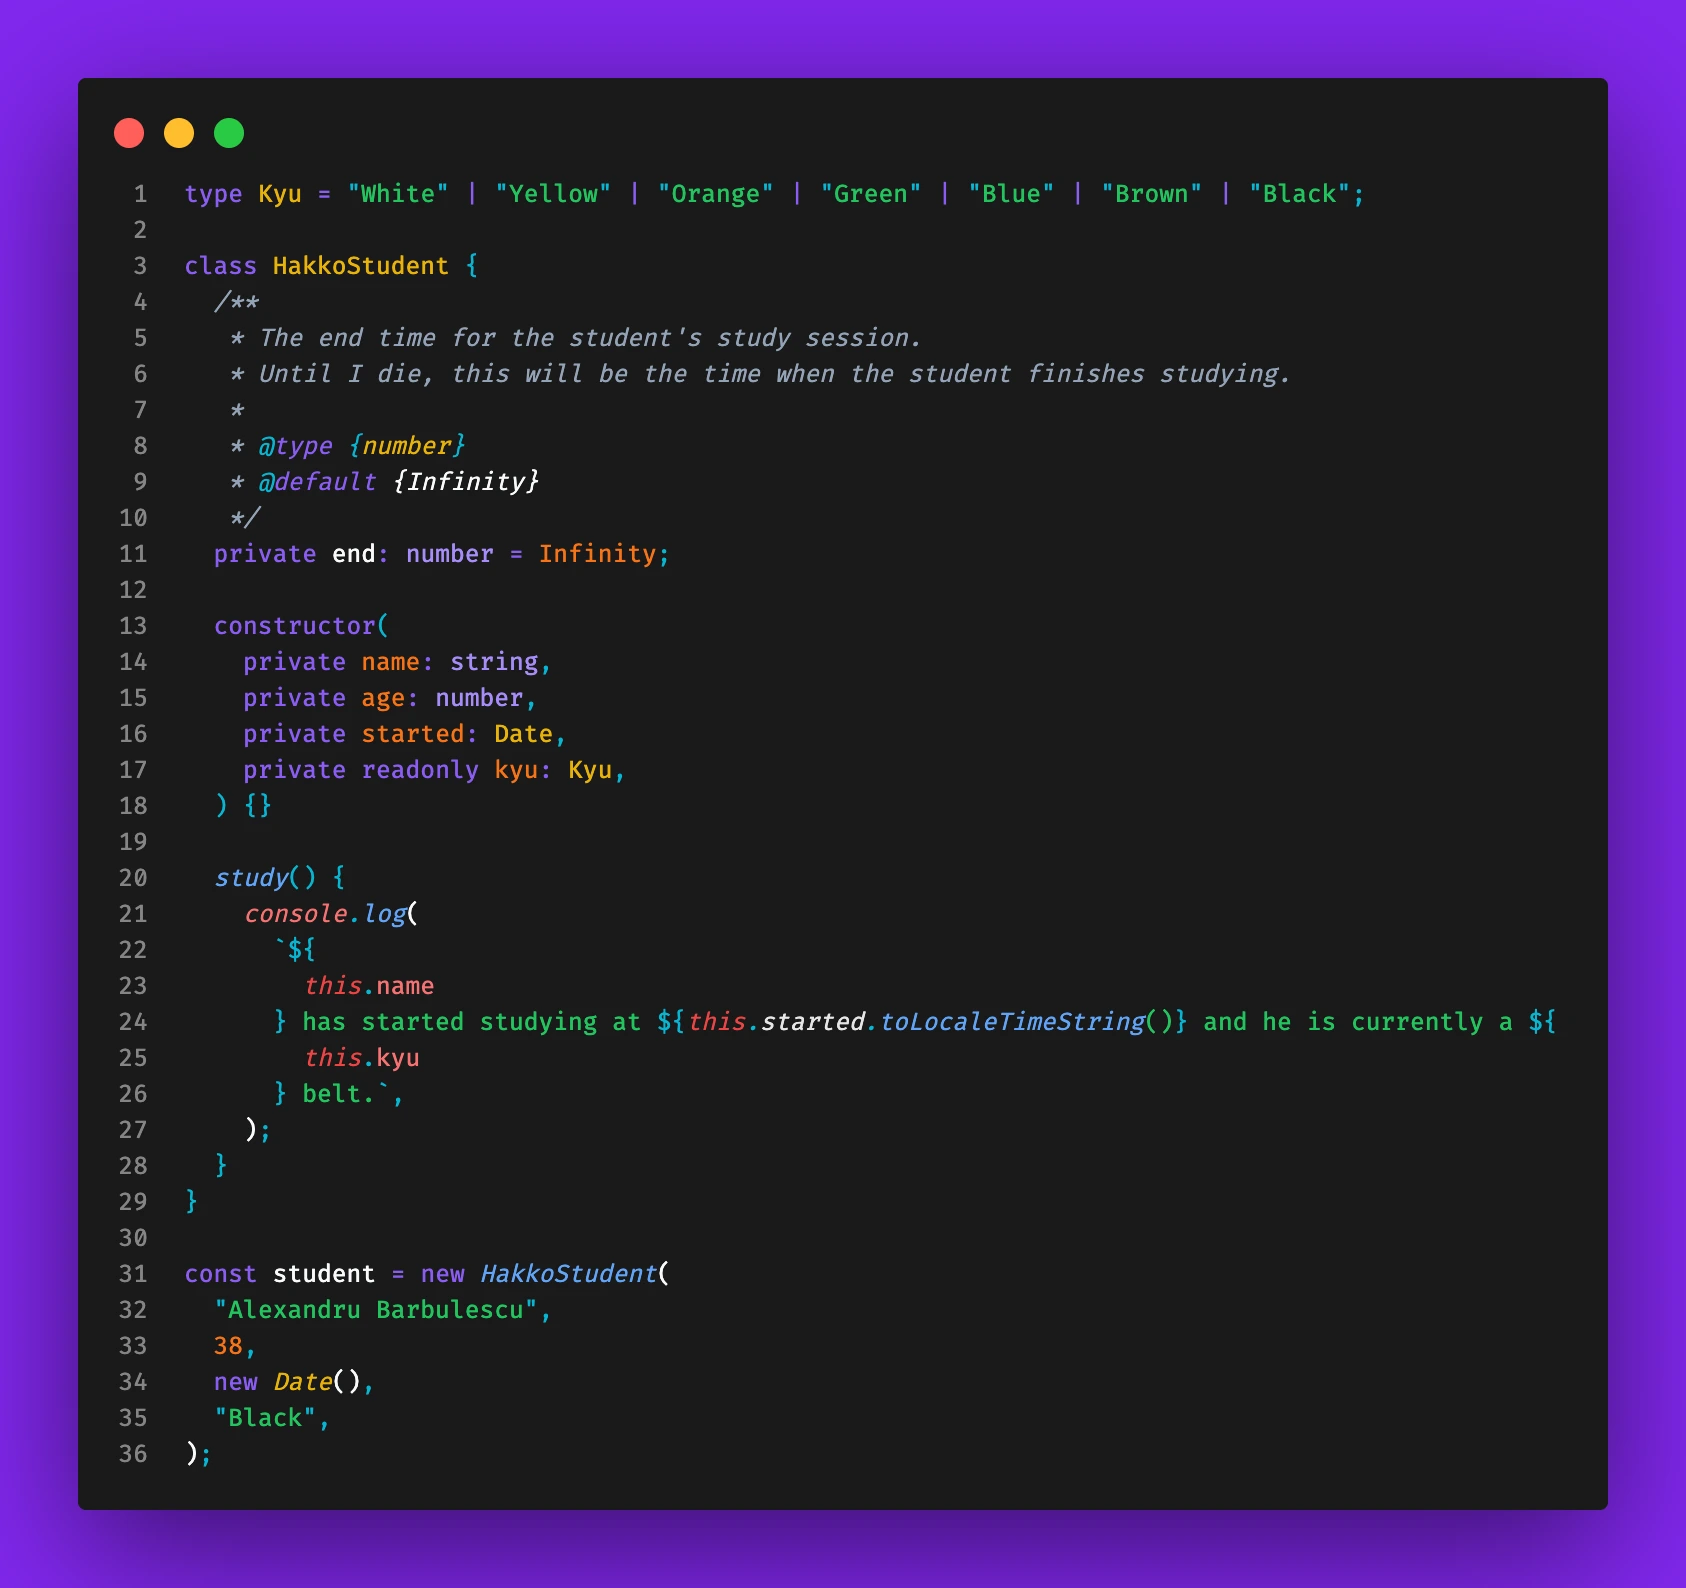 1 type Kyu = "White" | "Yellow" | "Orange" | "Green" | "Blue" | "Brown" | "Black";
2
3 class HakkoStudent {
4   /**
5    * The end time for the student's study session.
6    * Until I die, this will be the time when the student finishes studying.
7    *
8    * @type {number}
9    * @default {Infinity}
10    */
11   private end: number = Infinity;
12
13   constructor(
14     private name: string,
15     private age: number,
16     private started: Date,
17     private readonly kyu: Kyu,
18   ) {}
19
20   study() {
21     console.log(
22       `${
23         this.name
24       } has started studying at ${this.started.toLocaleTimeString()} and he is currently a ${
25         this.kyu
26       } belt.`,
27     );
28   }
29 }
30
31 const student = new HakkoStudent(
32   "Alexandru Barbulescu",
33   38,
34   new Date(),
35   "Black",
36 );